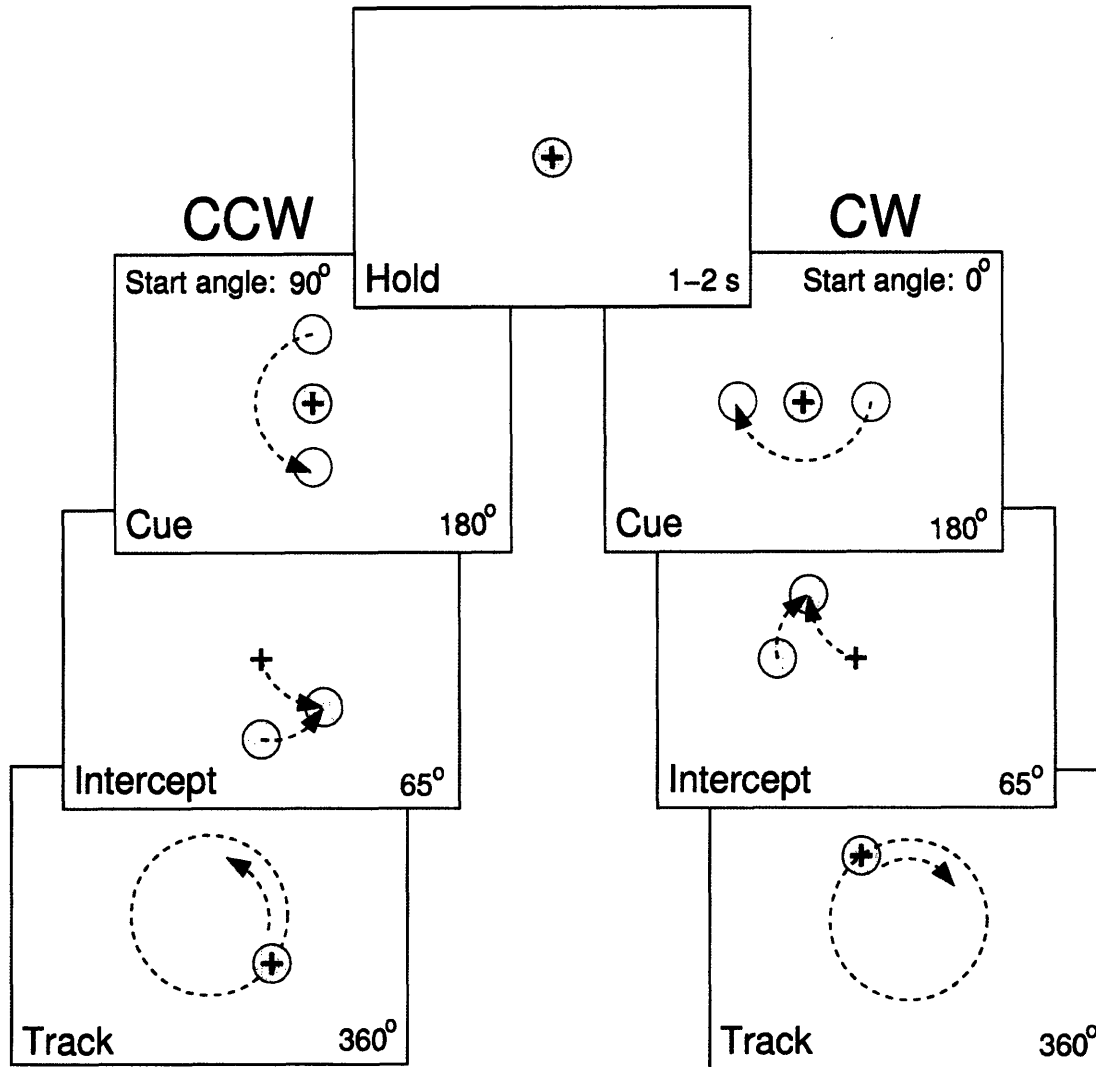 CCW
CW
Hold
1–2 s
Start angle: 90°
Cue
180°
Start angle: 0°
Cue
180°
Intercept
65°
Intercept
65°
Track
360°
Track
360°